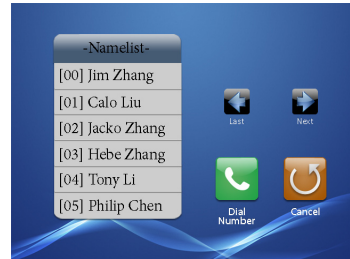 -Namelist-
[00] Jim Zhang
[01] Calo Liu
[02] Jacko Zhang
[03] Hebe Zhang
[04] Tony Li
[05] Philip Chen
Last
Next
Dial
Number
Cancel